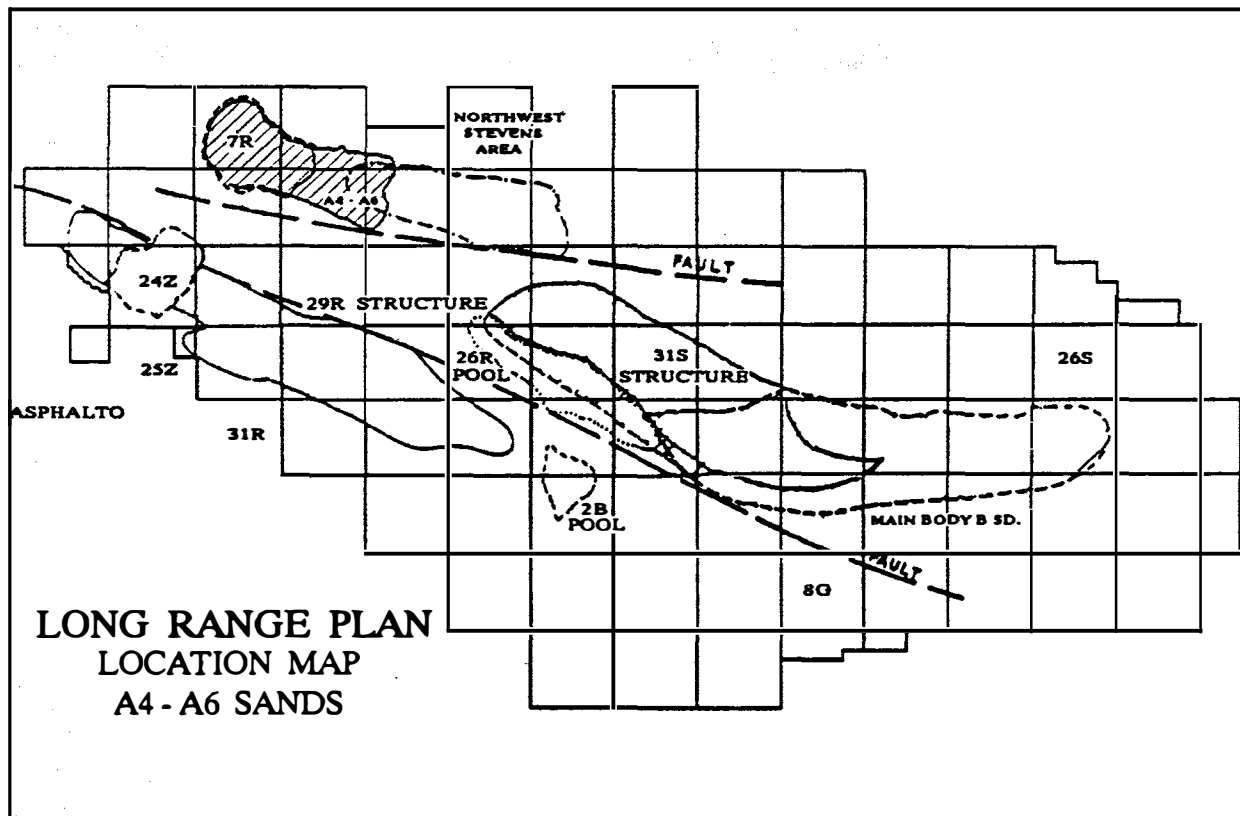 NORTHWEST
STEVENS
AREA
7R
A4 - A6
FAULT
24Z
29R STRUCTURE
26R
POOL
31S
STRUCTURE
26S
25Z
ASPHALTO
31R
2B
POOL
MAIN BODY B SD.
FAULT
8G
LONG RANGE PLAN
LOCATION MAP
A4 - A6 SANDS